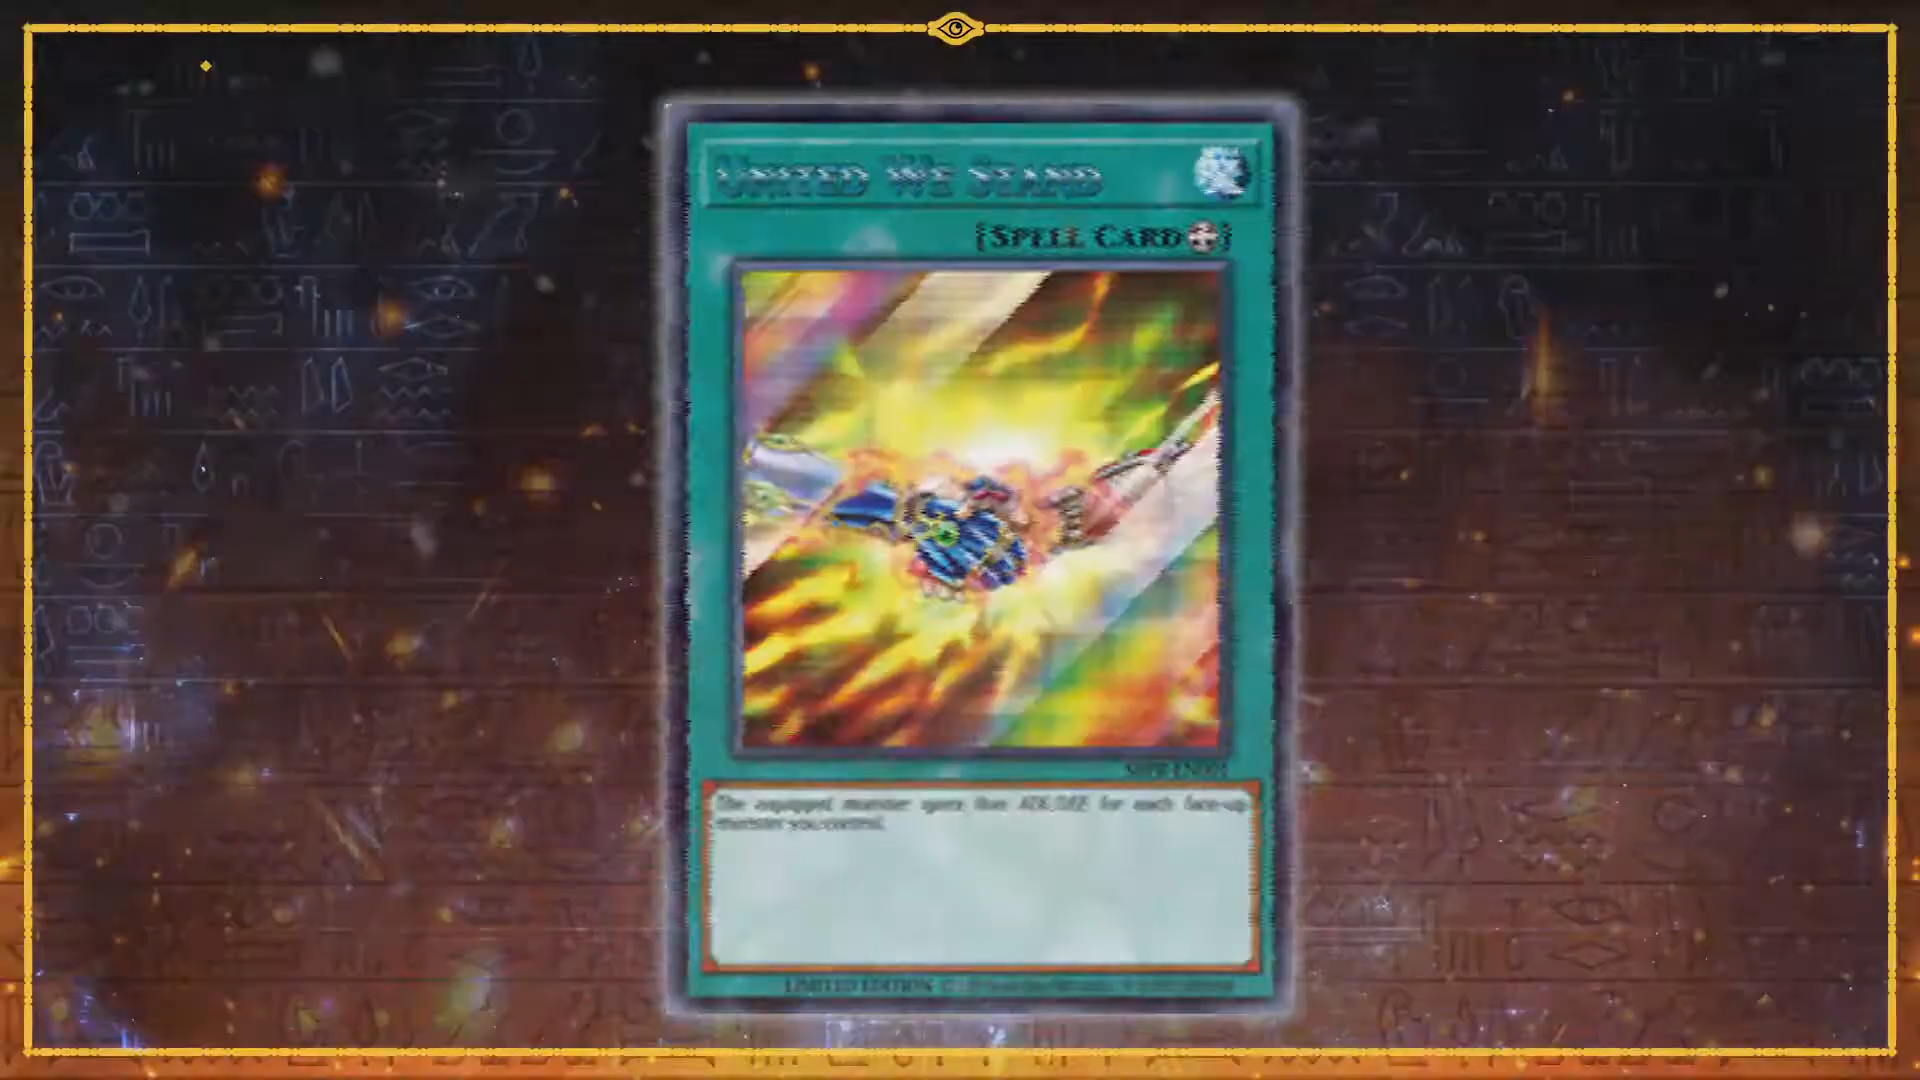 UNITED WE STAND
[SPELL CARD]
The equipped monster gains ATK/DEF for each face-up
monster you control.
LIMITED EDITION